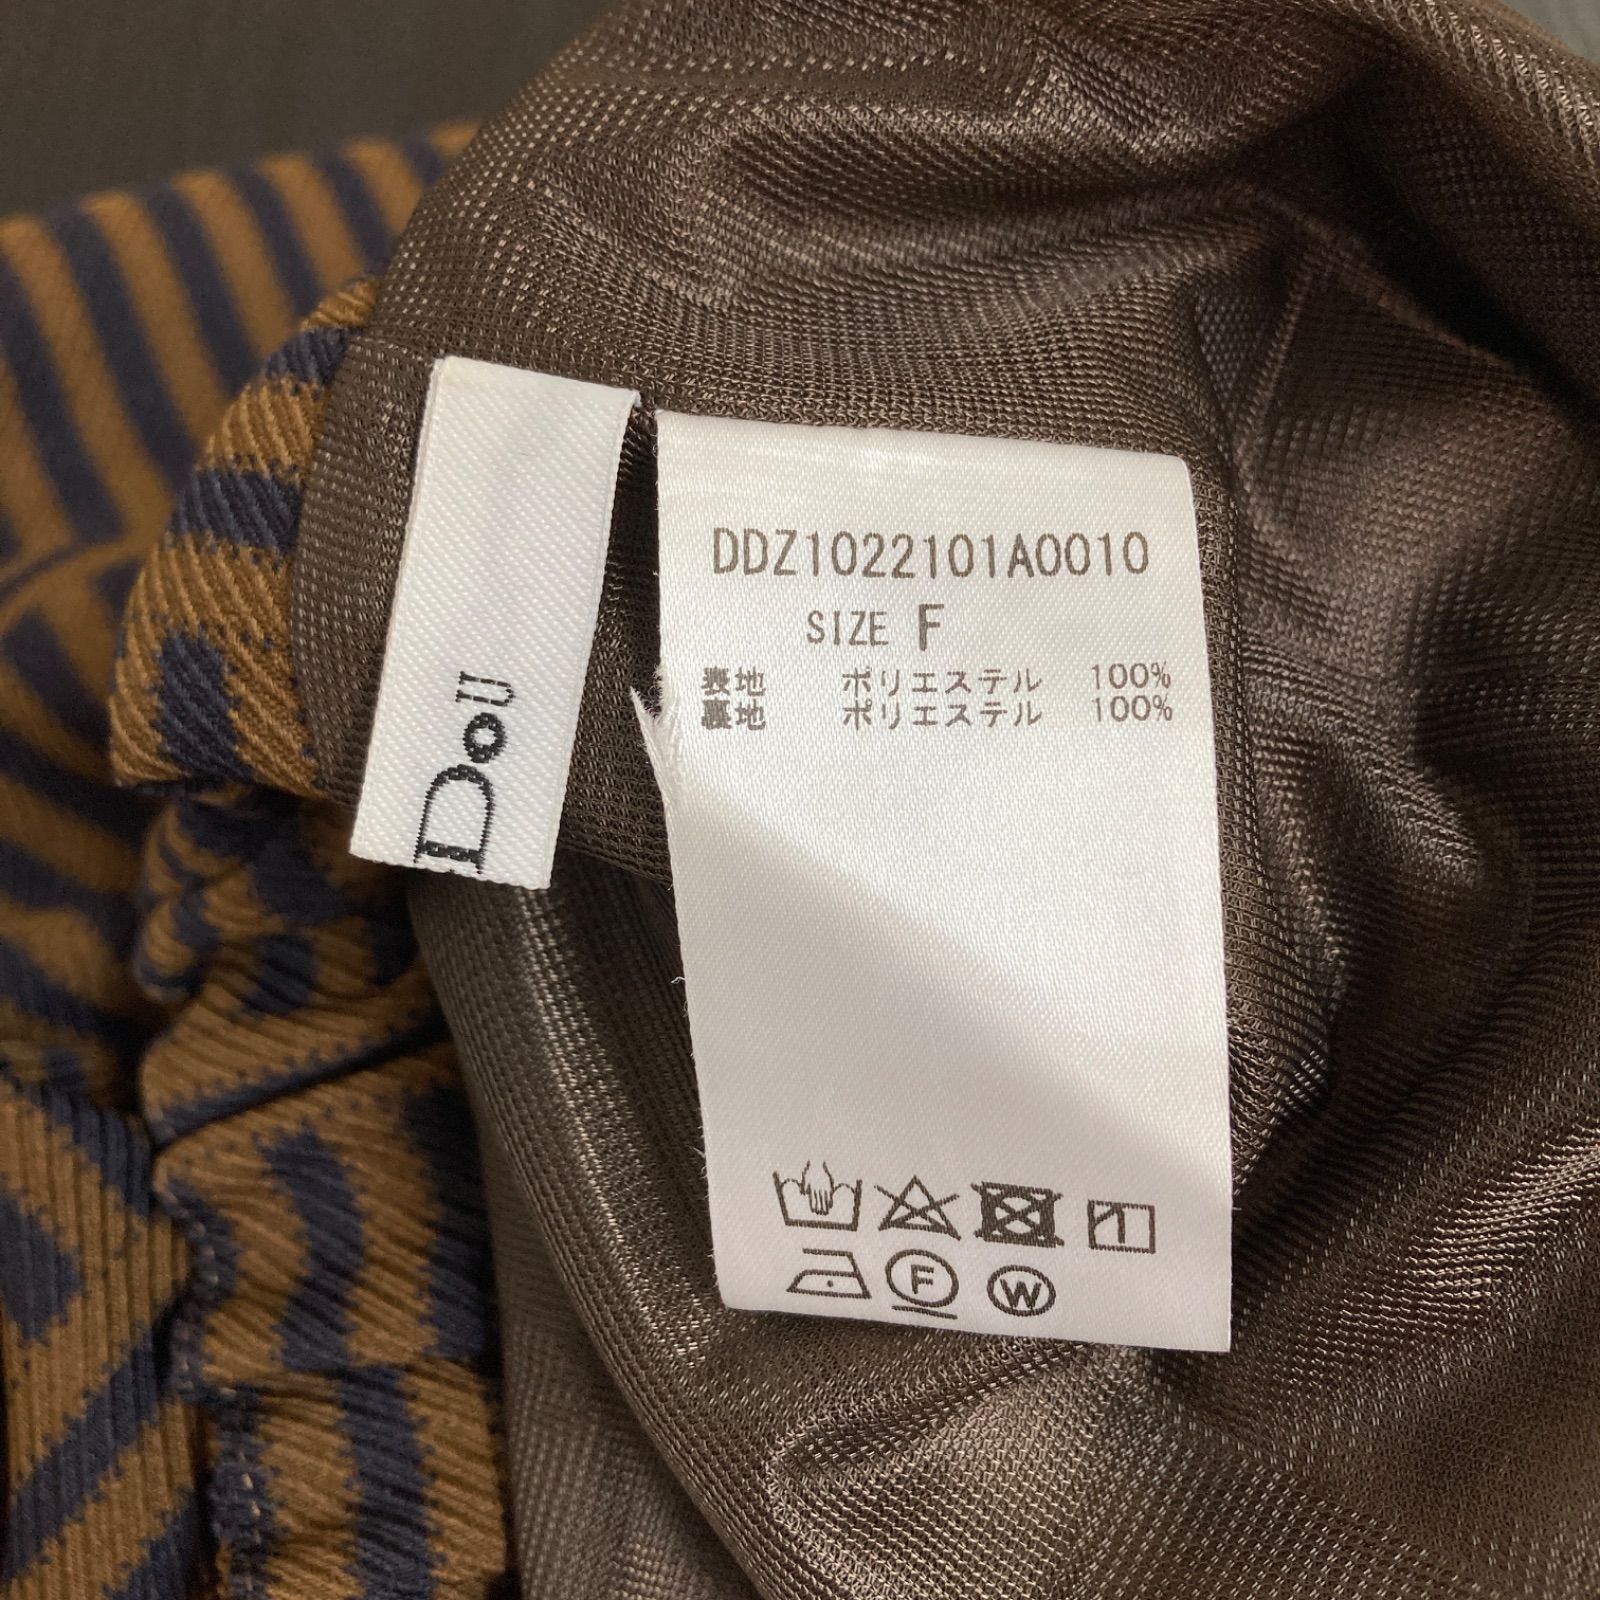 DoU
DDZ1022101A0010
SIZE F
表地 ポリエステル 100%
裏地 ポリエステル 100%
1
F W